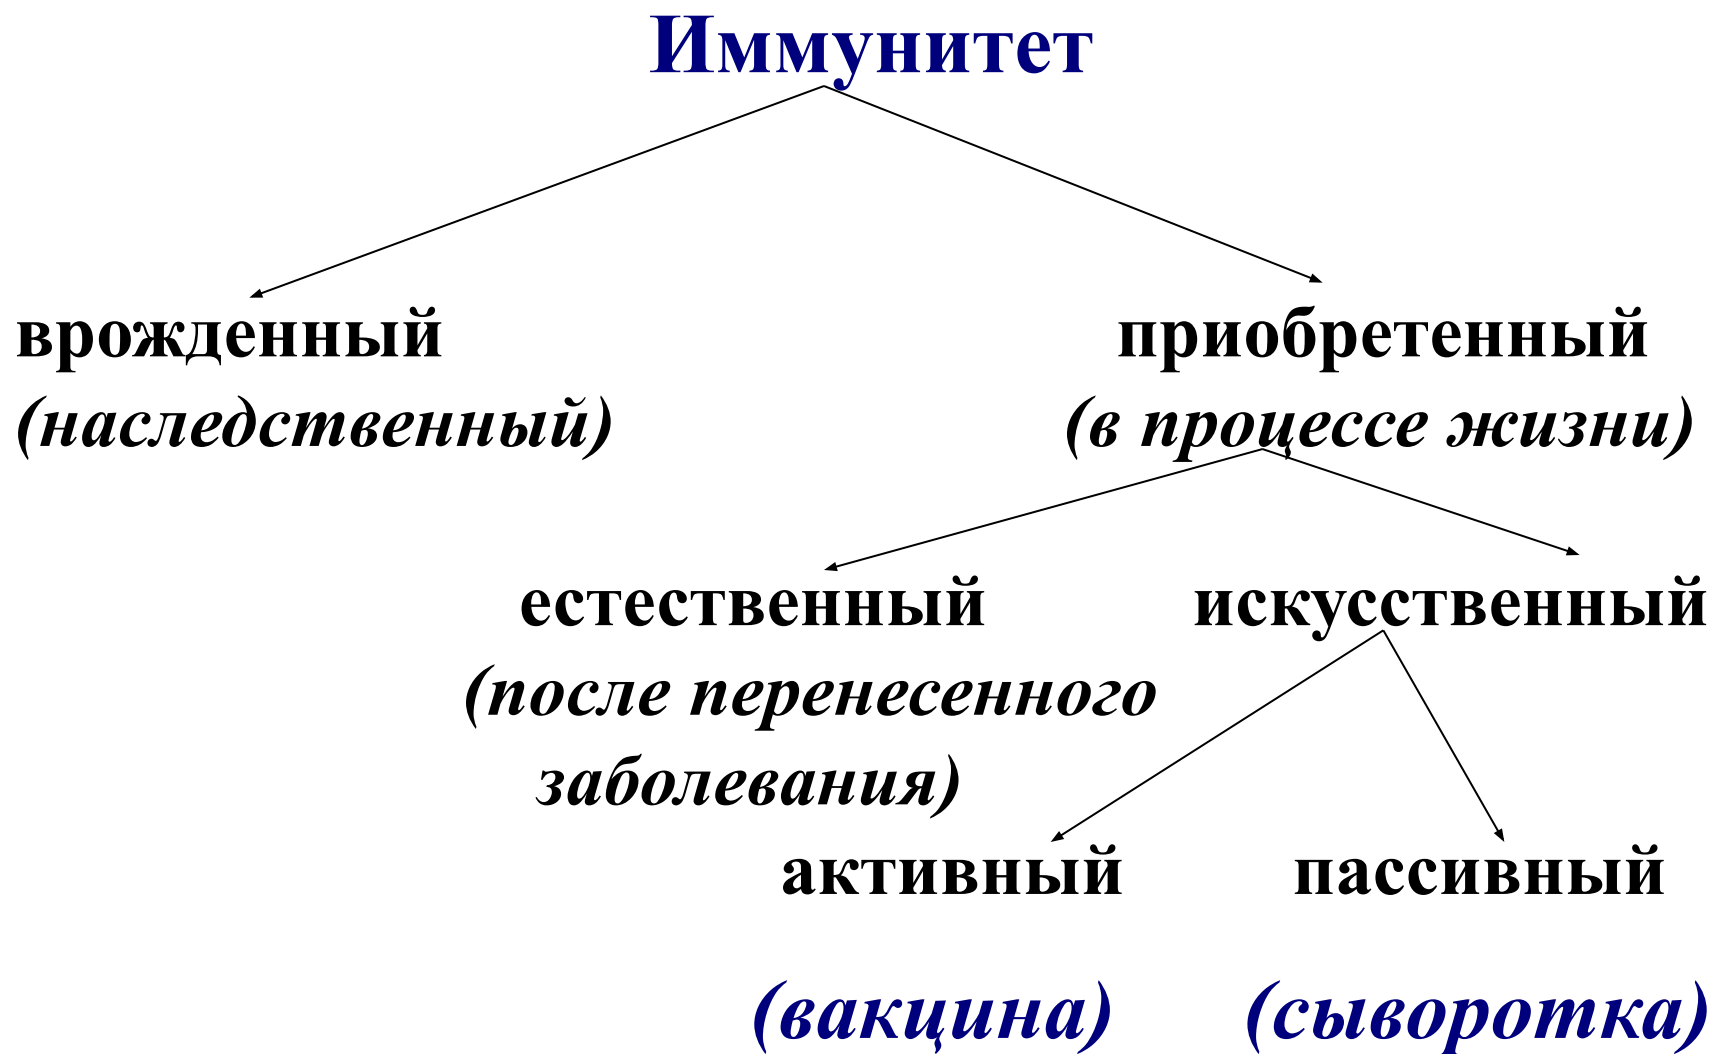 Иммунитет
врожденный приобретенный
(наследственный) (в процессе жизни)
естественный искусственный
(после перенесенного
заболевания)
активный пассивный
(вакцина) (сыворотка)